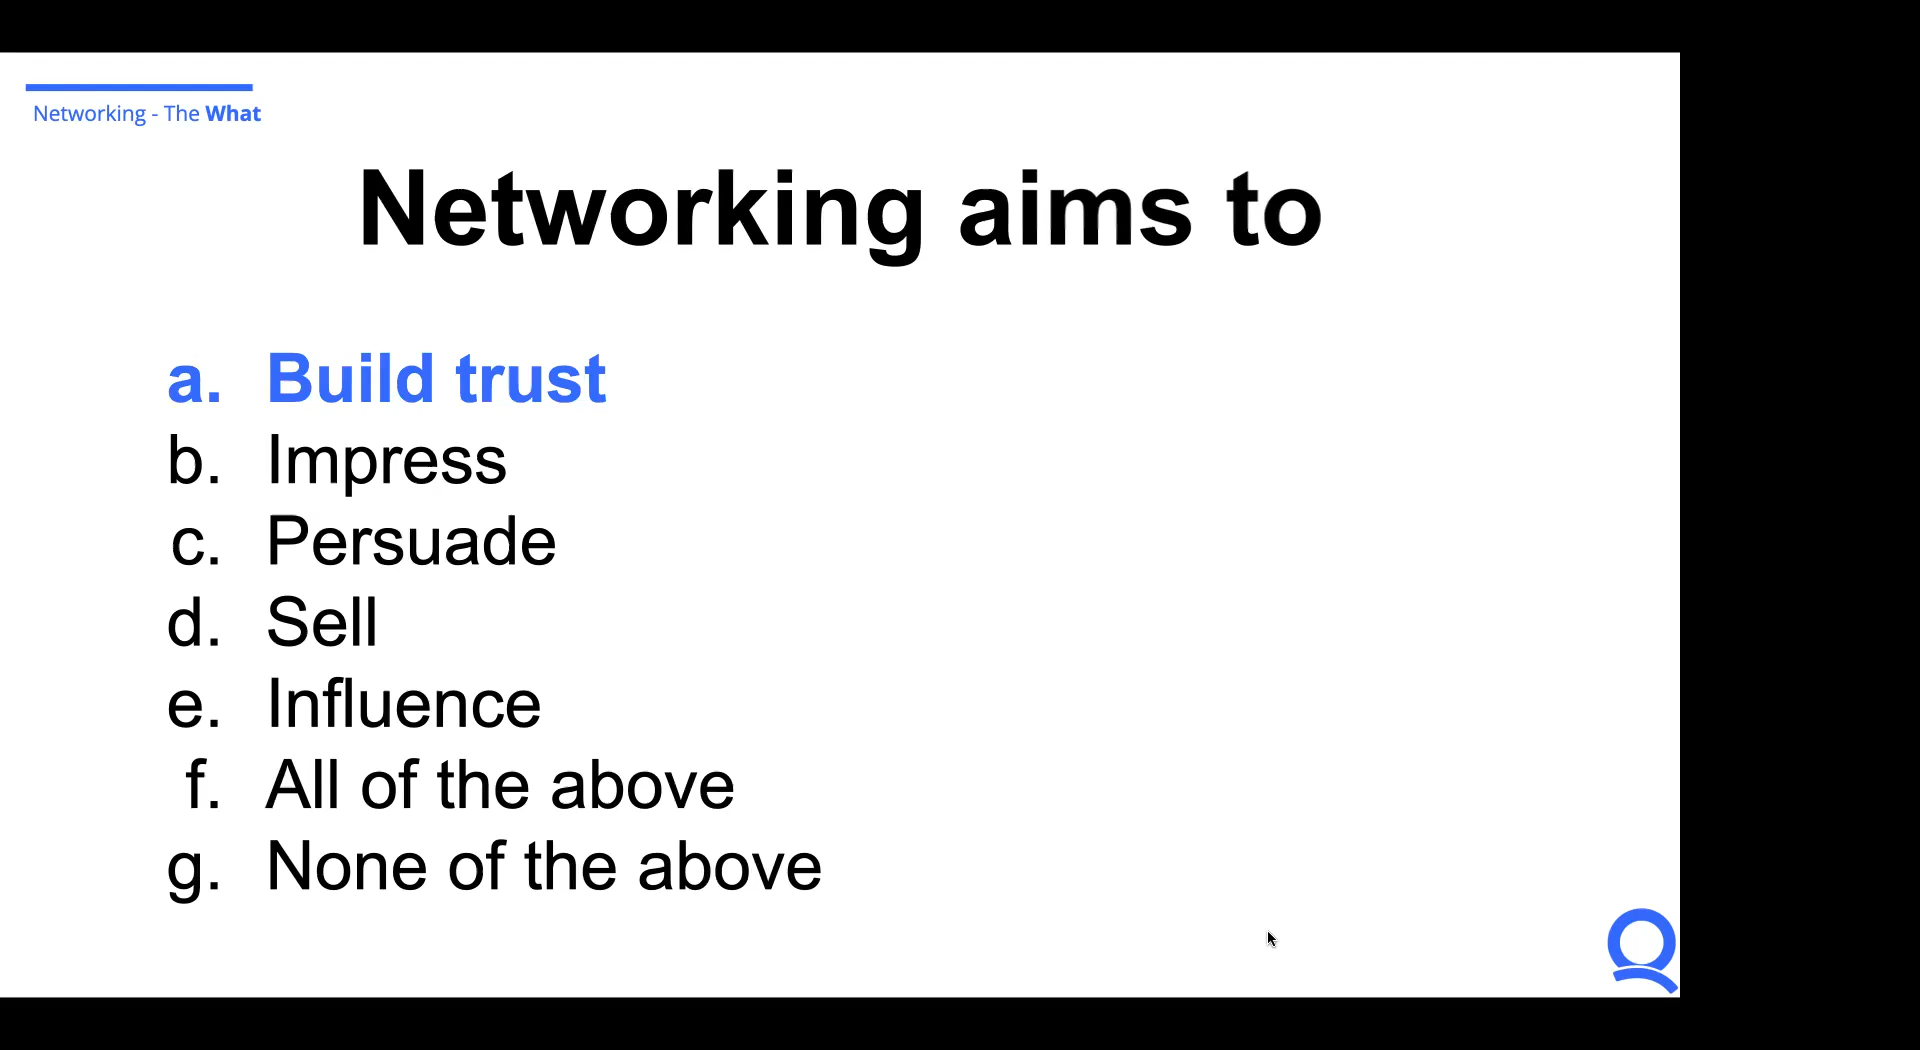 Networking - The What
Networking aims to
a. Build trust
b. Impress
c. Persuade
d. Sell
e. Influence
f. All of the above
g. None of the above